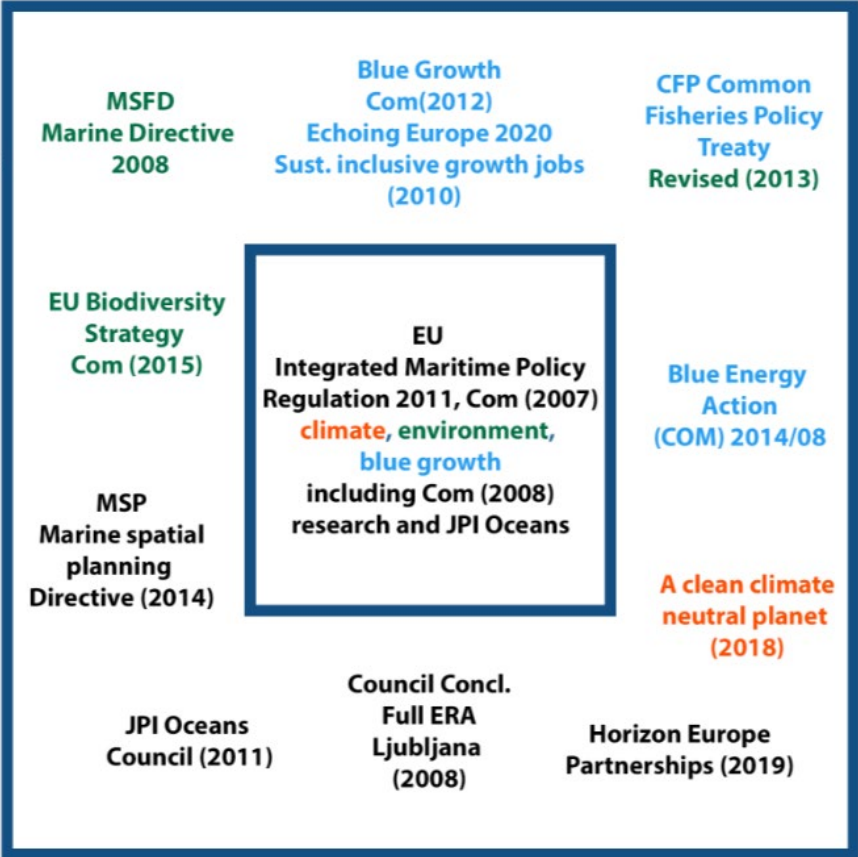 MSFD
Marine Directive
2008
Blue Growth
Com(2012)
Echoing Europe 2020
Sust. inclusive growth jobs
(2010)
CFP Common
Fisheries Policy
Treaty
Revised (2013)
EU Biodiversity
Strategy
Com (2015)
EU
Integrated Maritime Policy
Regulation 2011, Com (2007)
climate, environment,
blue growth
including Com (2008)
research and JPI Oceans
Blue Energy
Action
(COM) 2014/08
MSP
Marine spatial
planning
Directive (2014)
A clean climate
neutral planet
(2018)
JPI Oceans
Council (2011)
Council Concl.
Full ERA
Ljubljana
(2008)
Horizon Europe
Partnerships (2019)